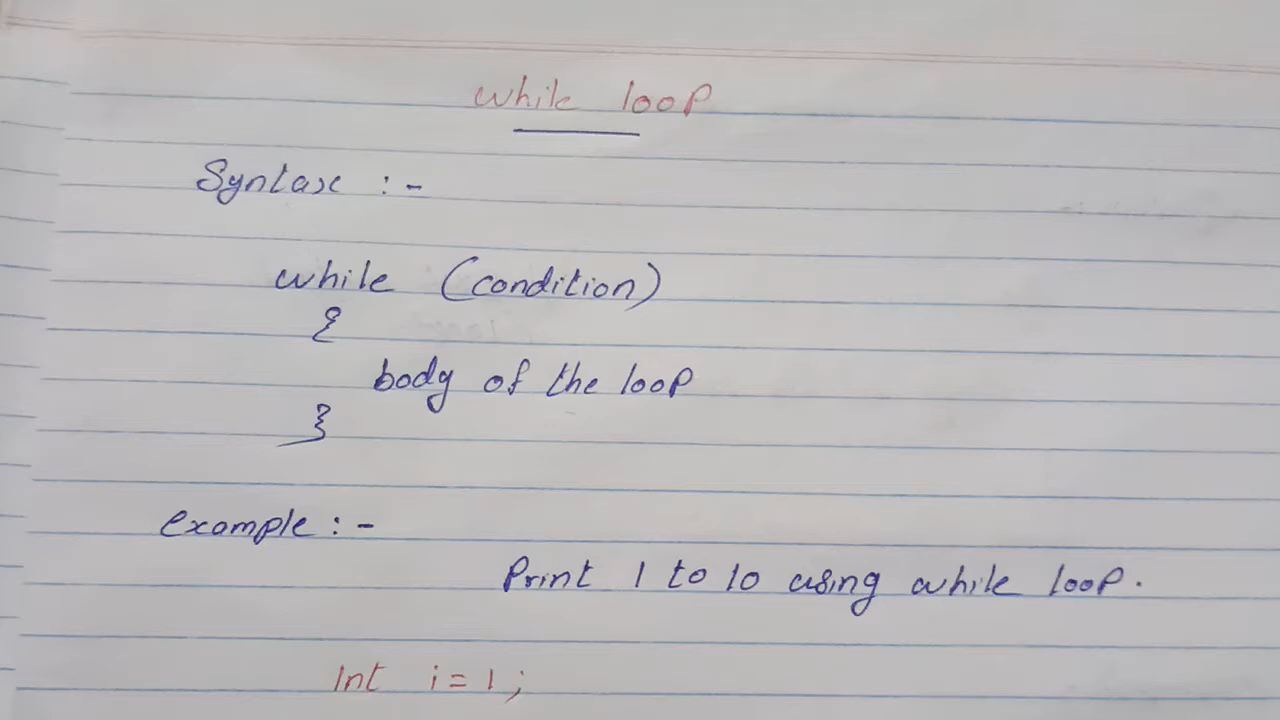 while loop
Syntax :-
while (condition)
{
body of the loop
}
example :-
Print 1 to 10 using while loop.
Int i = 1 ;